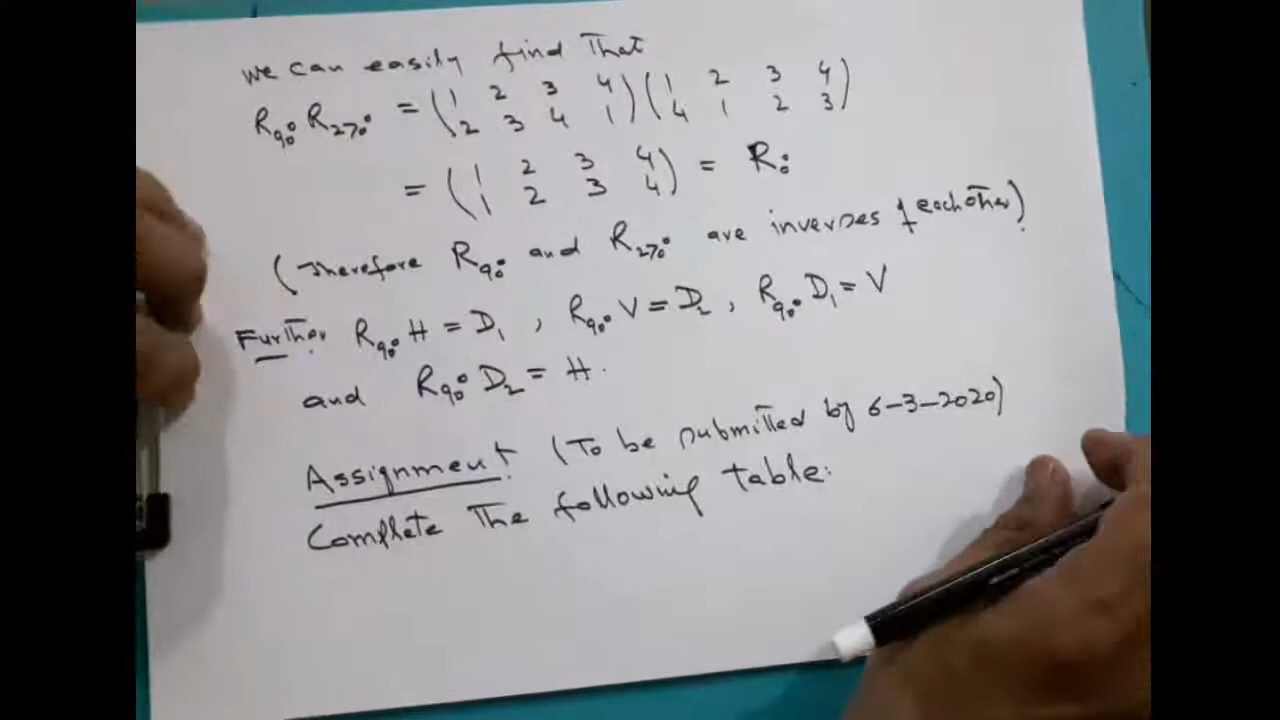 we can easily find That
R90° R270° = (1 2 3 4 / 2 3 4 1) (1 2 3 4 / 4 1 2 3)
= (1 2 3 4 / 1 2 3 4) = R0°
(Therefore R90° and R270° are inverses of each other)
Further R90° H = D1 , R90° V = D2 , R90° D1 = V
and R90° D2 = H.
Assignment (To be submitted by 6-3-2020)
Complete The following table: